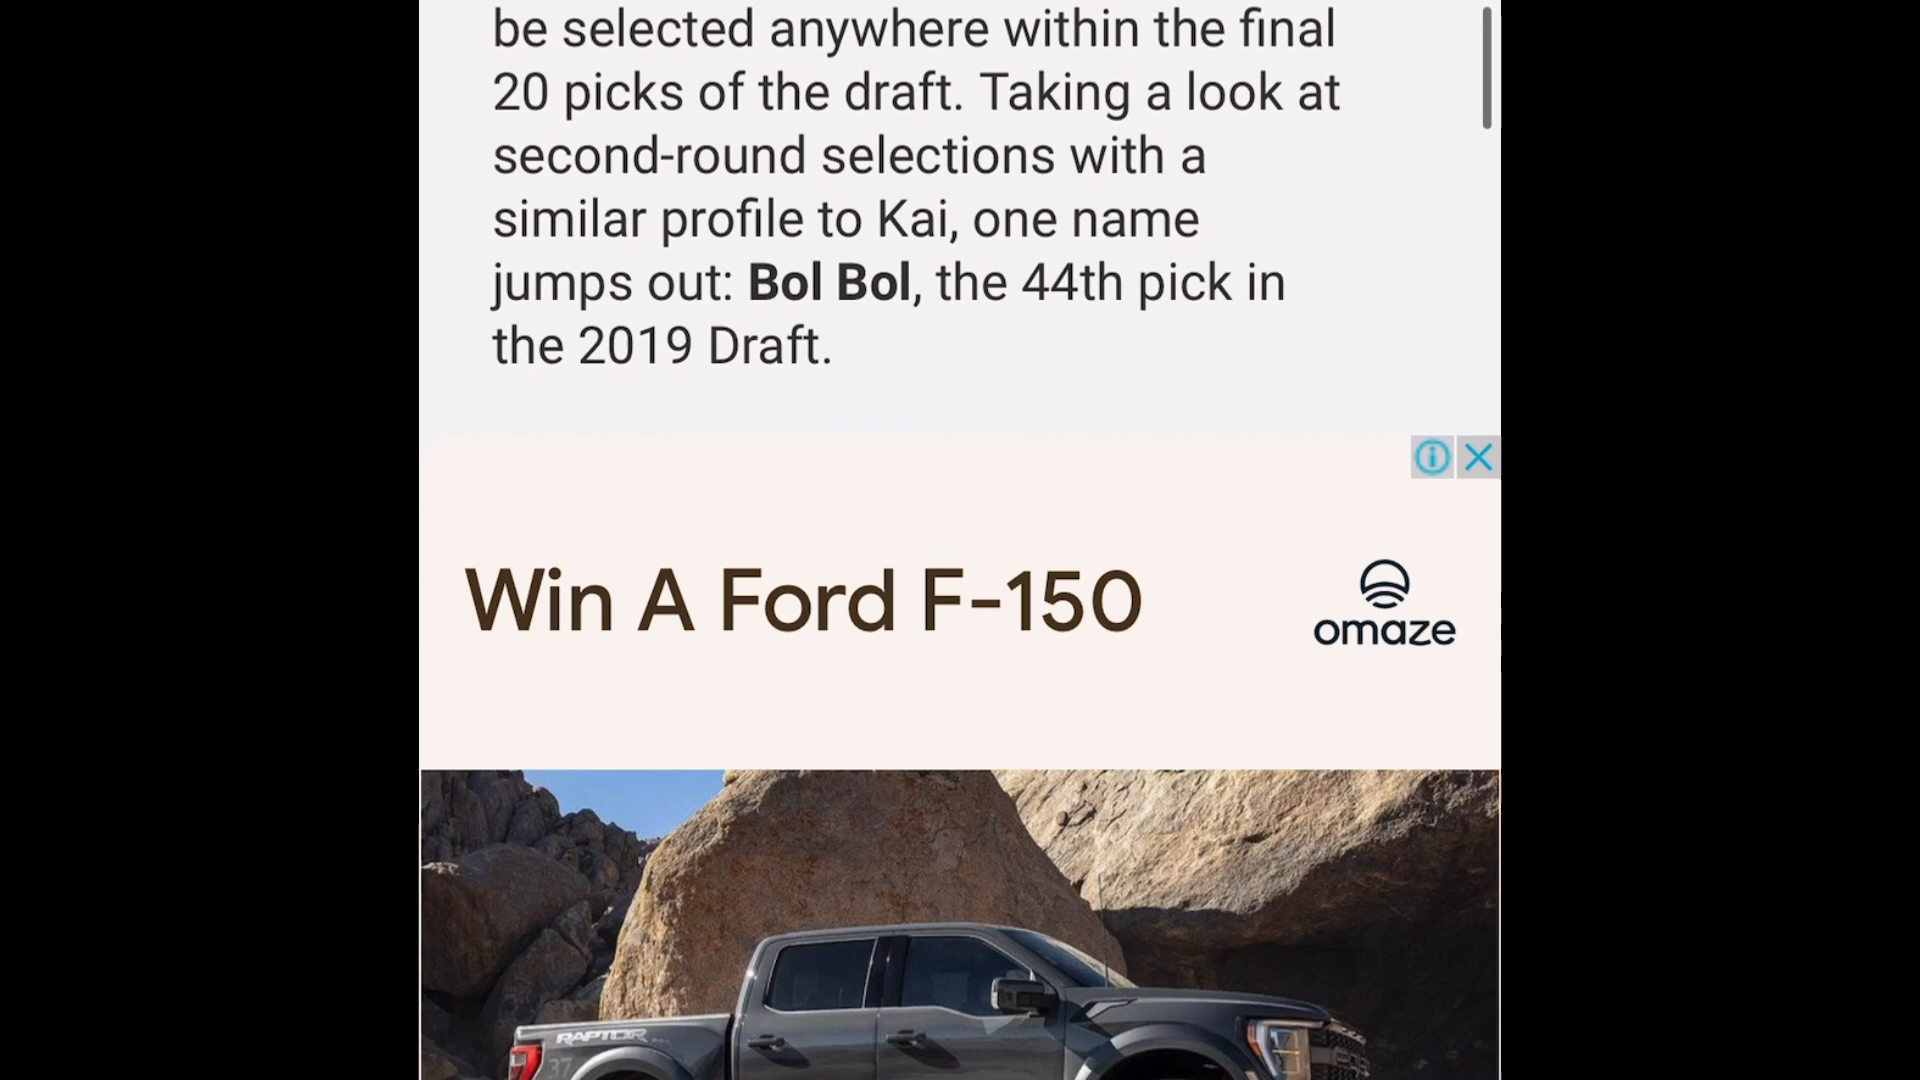 be selected anywhere within the final
20 picks of the draft. Taking a look at
second-round selections with a
similar profile to Kai, one name
jumps out: Bol Bol, the 44th pick in
the 2019 Draft.
Win A Ford F-150
omaze
RAPTOR
37